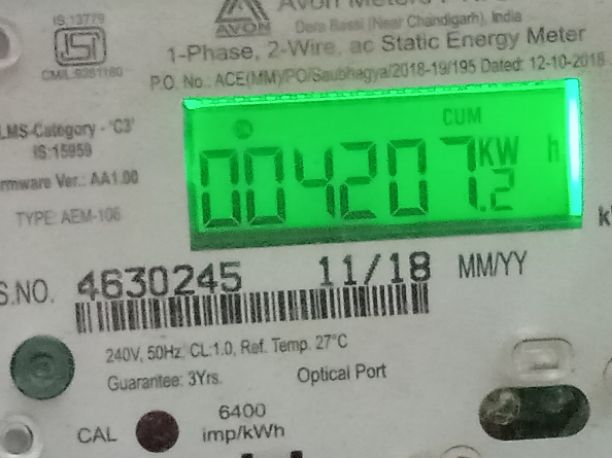 IS:13779
AVON
Dera Bassi (Near Chandigarh), India
1-Phase, 2-Wire, ac Static Energy Meter
P.O. No.: ACE(MM)/PO/Saubhagya/2018-19/195 Dated: 12-10-2018
LMS-Category - 'C3'
IS:15959
rmware Ver.: AA1.00
TYPE: AEM-106
CUM
004207.2 KW h
S.NO. 4630245 11/18 MM/YY
240V, 50Hz, CL:1.0, Ref. Temp. 27°C
Guarantee: 3Yrs. Optical Port
CAL 6400
imp/kWh